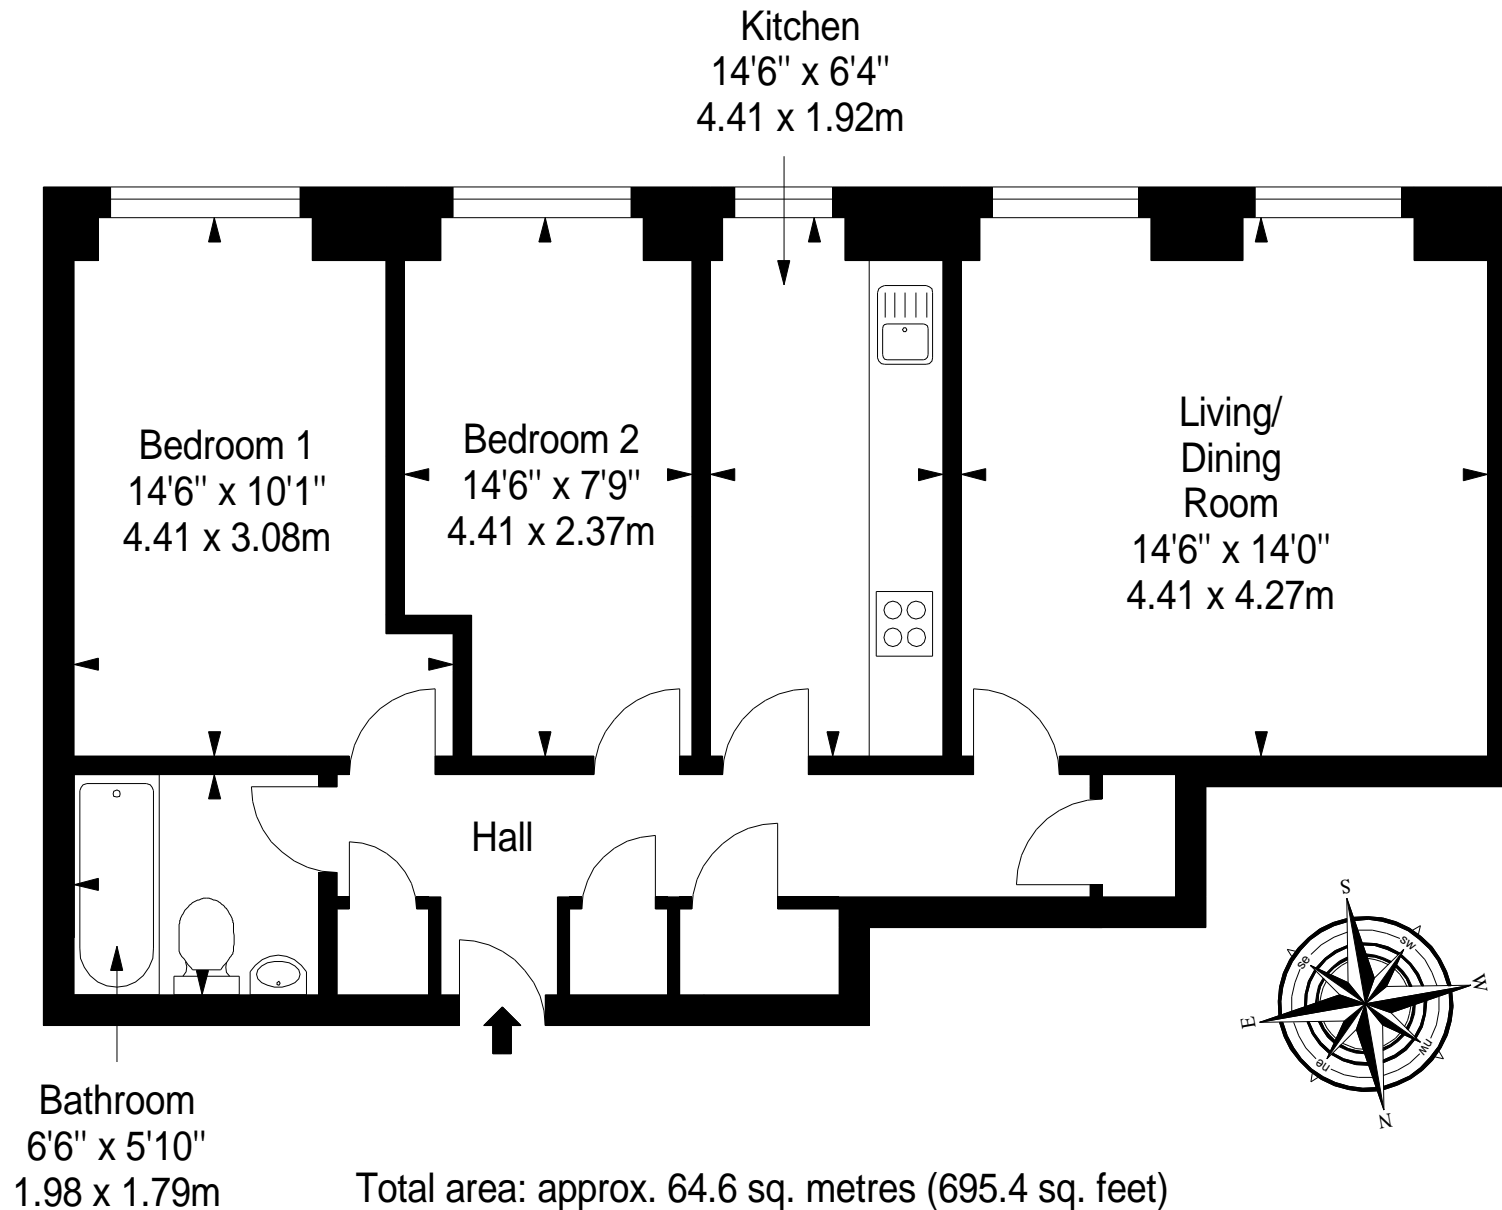 Kitchen
14'6" x 6'4"
4.41 x 1.92m
Bedroom 1
14'6" x 10'1"
4.41 x 3.08m
Bedroom 2
14'6" x 7'9"
4.41 x 2.37m
Living/
Dining
Room
14'6" x 14'0"
4.41 x 4.27m
Hall
S
sw
W
nw
N
ne
E
se
Bathroom
6'6" x 5'10"
1.98 x 1.79m
Total area: approx. 64.6 sq. metres (695.4 sq. feet)